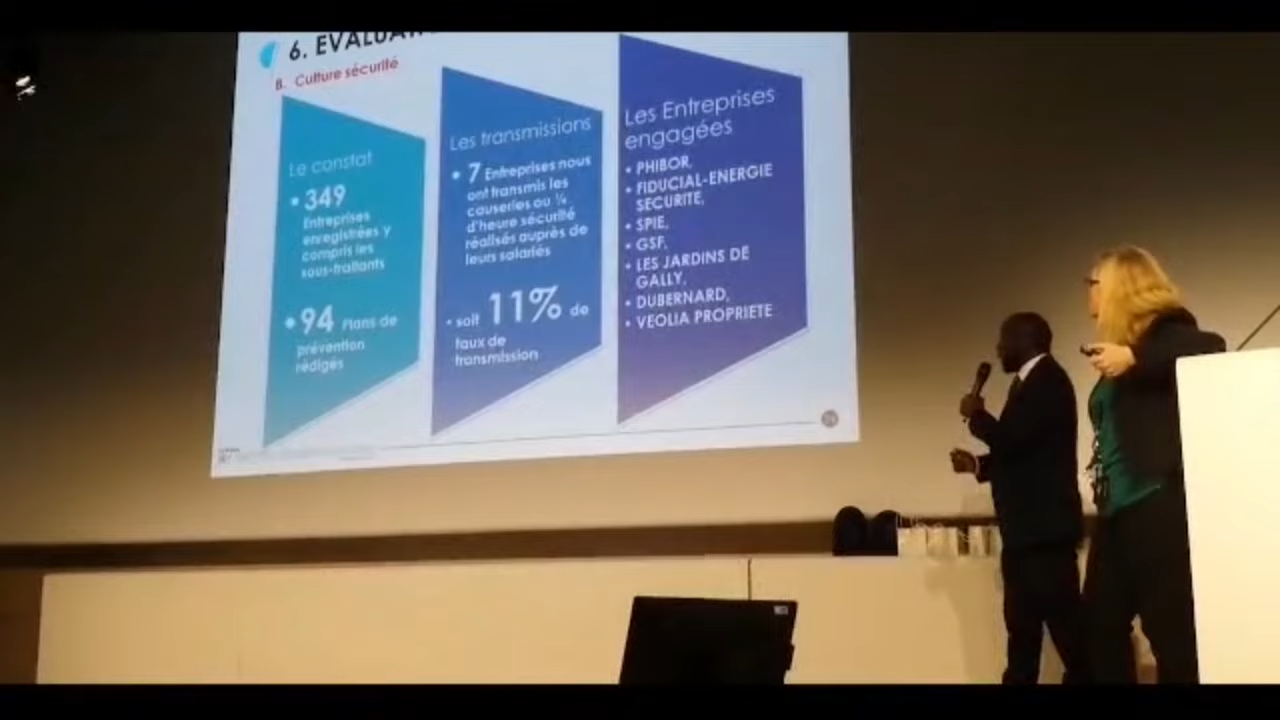 6. EVALUATI
B. Culture sécurité
Le constat
• 349
Entreprises
enregistrées y
compris les
sous-traitants
• 94 Plans de
prévention
rédigés
Les transmissions
• 7 Entreprises nous
ont transmis les
causeries ou ¼
d'heure sécurité
réalisés auprès de
leurs salariés
• soit 11% de
taux de
transmission
Les Entreprises
engagées
• PHIBOR,
• FIDUCIAL-ENERGIE
SECURITE,
• SPIE,
• GSF,
• LES JARDINS DE
GALLY,
• DUBERNARD,
• VEOLIA PROPRIETE